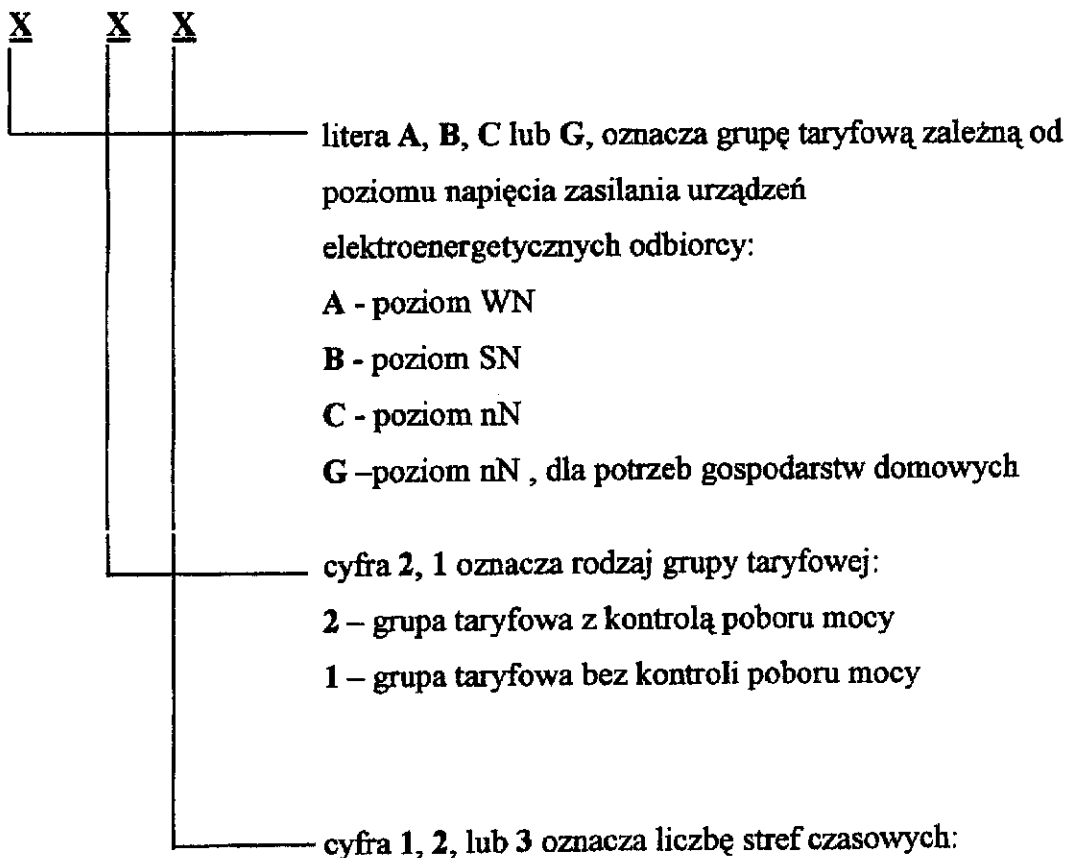 X X X
litera A, B, C lub G, oznacza grupę taryfową zależną od
poziomu napięcia zasilania urządzeń
elektroenergetycznych odbiorcy:
A - poziom WN
B - poziom SN
C - poziom nN
G –poziom nN , dla potrzeb gospodarstw domowych
cyfra 2, 1 oznacza rodzaj grupy taryfowej:
2 – grupa taryfowa z kontrolą poboru mocy
1 – grupa taryfowa bez kontroli poboru mocy
cyfra 1, 2, lub 3 oznacza liczbę stref czasowych: